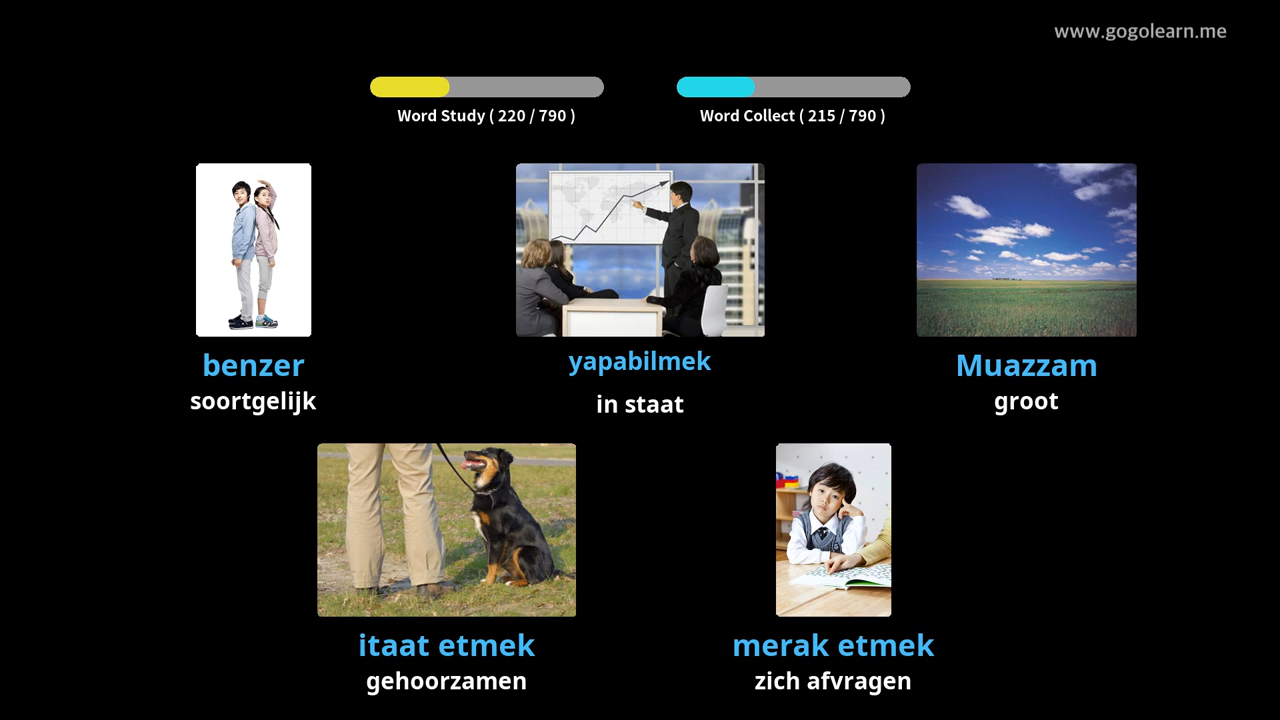 www.gogolearn.me
Word Study ( 220 / 790 )
Word Collect ( 215 / 790 )
benzer
soortgelijk
yapabilmek
in staat
Muazzam
groot
itaat etmek
gehoorzamen
merak etmek
zich afvragen